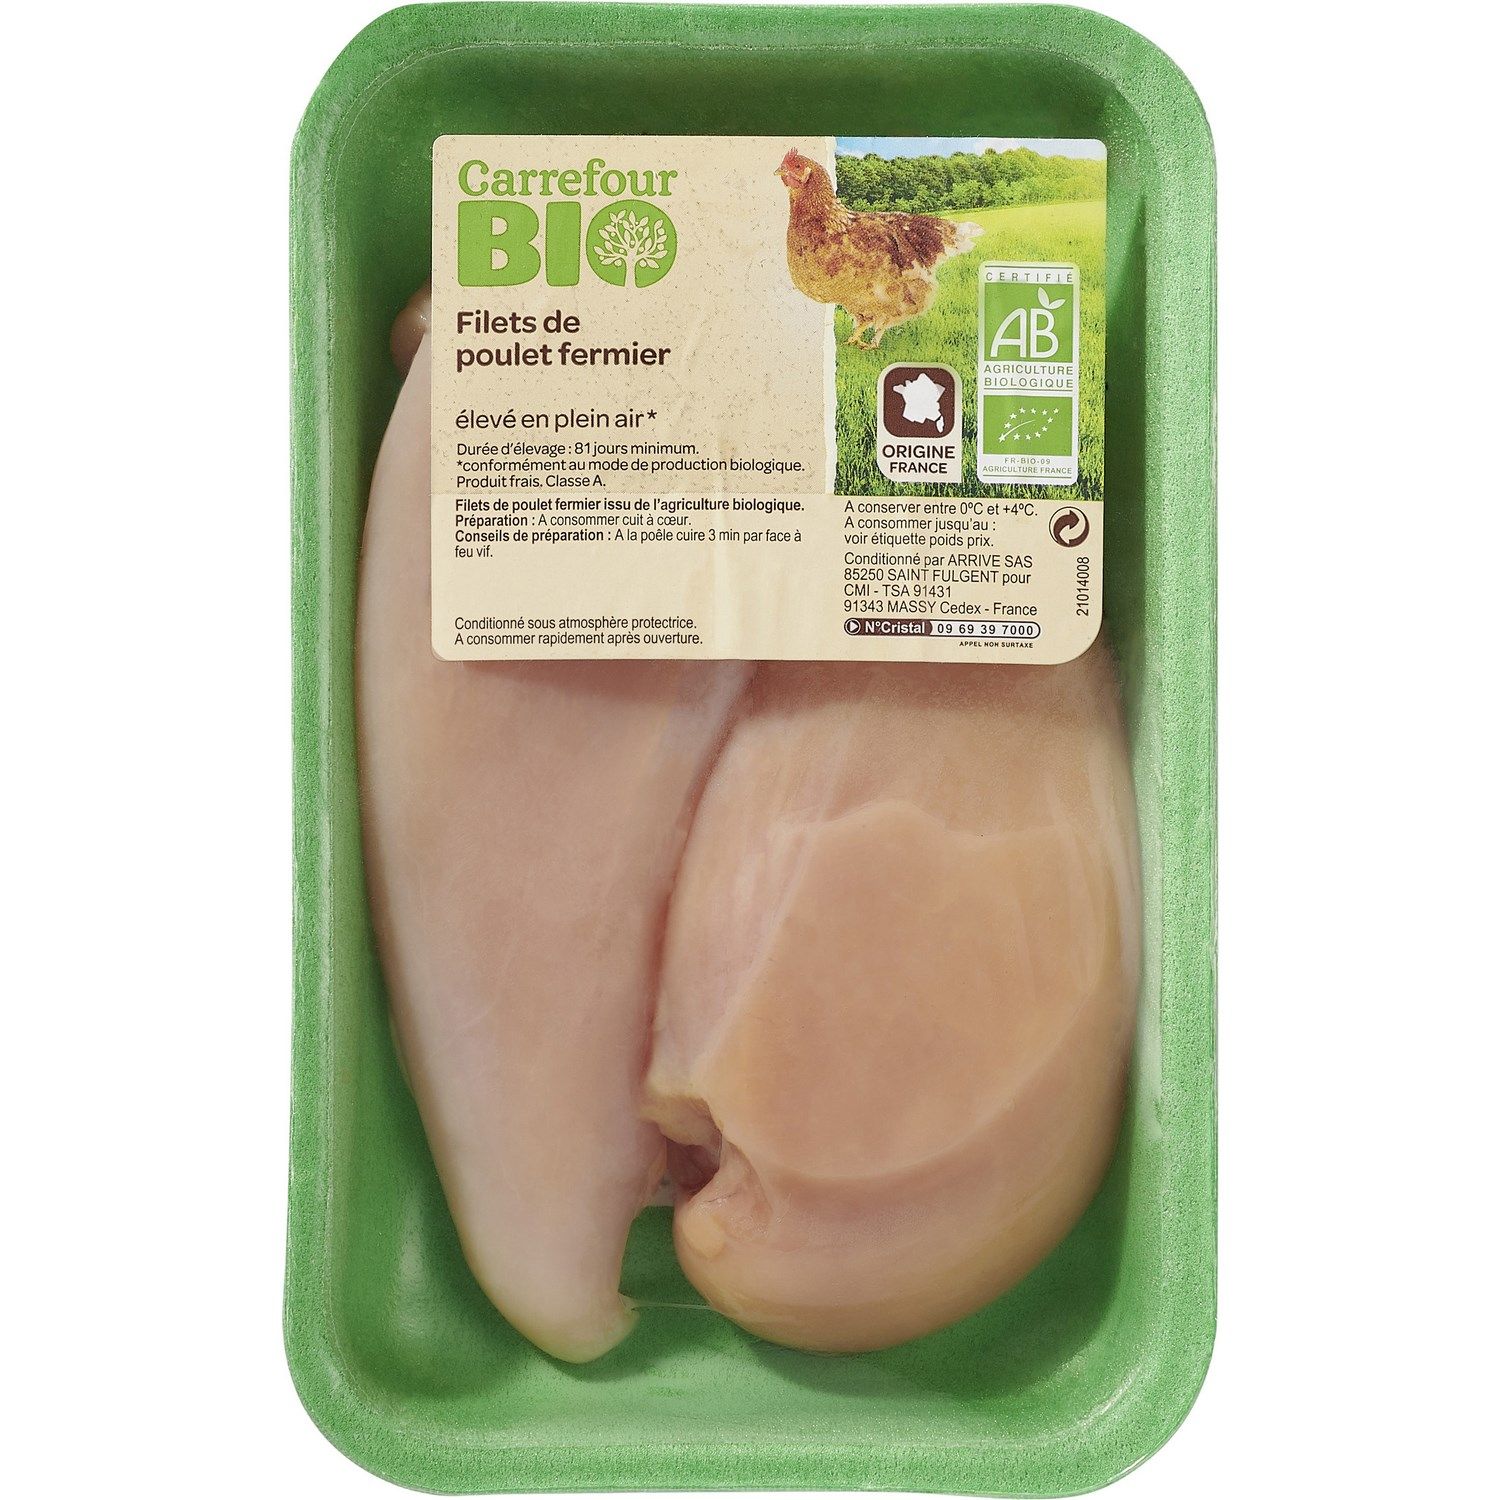 Carrefour
BIO
Filets de
poulet fermier
élevé en plein air*
Durée d'élevage : 81 jours minimum.
*conformément au mode de production biologique.
Produit frais. Classe A.
Filets de poulet fermier issu de l'agriculture biologique.
Préparation : A consommer cuit à cœur.
Conseils de préparation : A la poêle cuire 3 min par face à
feu vif.
Conditionné sous atmosphère protectrice.
A consommer rapidement après ouverture.
CERTIFIÉ
AB
AGRICULTURE
BIOLOGIQUE
FR-BIO-09
AGRICULTURE FRANCE
ORIGINE
FRANCE
A conserver entre 0°C et +4°C.
A consommer jusqu'au :
voir étiquette poids prix.
Conditionné par ARRIVE SAS
85250 SAINT FULGENT pour
CMI - TSA 91431
91343 MASSY Cedex - France
N°Cristal 09 69 39 7000
APPEL NON SURTAXE
21014008